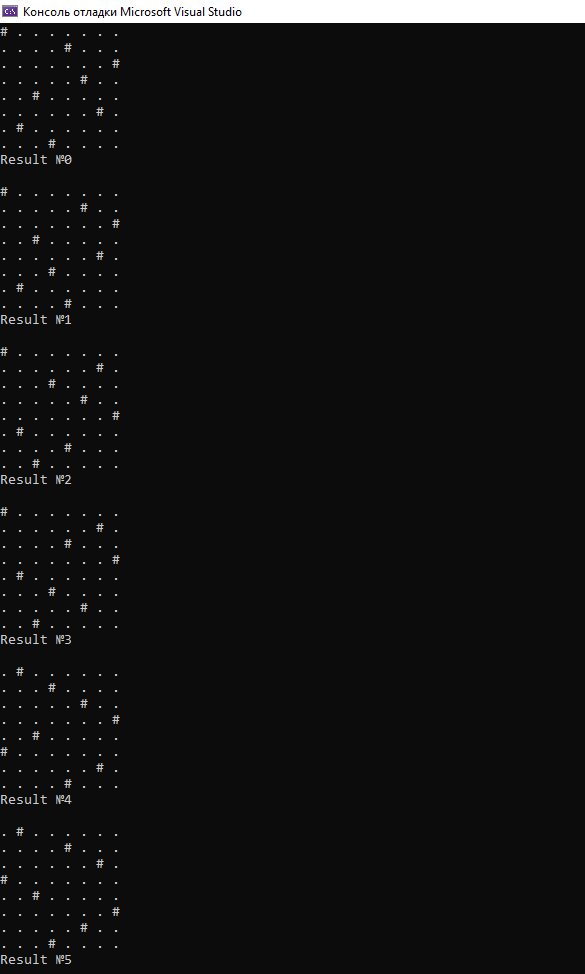 Консоль отладки Microsoft Visual Studio
# . . . . . . .
. . . . # . . .
. . . . . . . #
. . . . . # . .
. . # . . . . .
. . . . . . # .
. # . . . . . .
. . . # . . . .
Result №0
# . . . . . . .
. . . . . # . .
. . . . . . . #
. . # . . . . .
. . . . . . # .
. . . # . . . .
. # . . . . . .
. . . . # . . .
Result №1
# . . . . . . .
. . . . . . # .
. . . # . . . .
. . . . . # . .
. . . . . . . #
. # . . . . . .
. . . . # . . .
. . # . . . . .
Result №2
# . . . . . . .
. . . . . . # .
. . . . # . . .
. . . . . . . #
. # . . . . . .
. . . # . . . .
. . . . . # . .
. . # . . . . .
Result №3
. # . . . . . .
. . . # . . . .
. . . . . # . .
. . . . . . . #
. . # . . . . .
# . . . . . . .
. . . . . . # .
. . . . # . . .
Result №4
. # . . . . . .
. . . . # . . .
. . . . . . # .
# . . . . . . .
. . # . . . . .
. . . . . . . #
. . . . . # . .
. . . # . . . .
Result №5